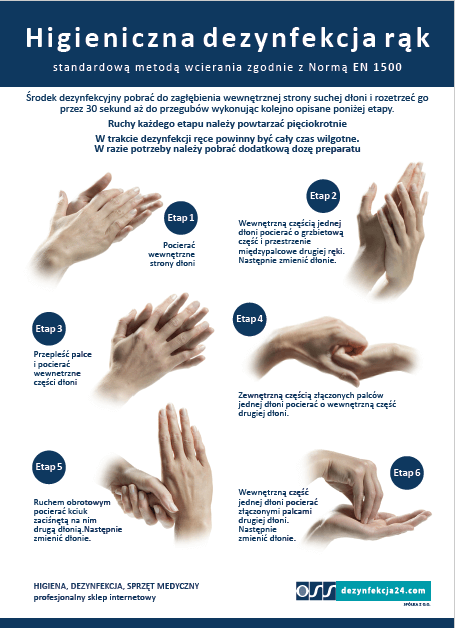 Higieniczna dezynfekcja rąk
standardową metodą wcierania zgodnie z Normą EN 1500
Środek dezynfekcyjny pobrać do zagłębienia wewnętrznej strony suchej dłoni i rozetrzeć go
przez 30 sekund aż do przegubów wykonując kolejno opisane poniżej etapy.
Ruchy każdego etapu należy powtarzać pięciokrotnie
W trakcie dezynfekcji ręce powinny być cały czas wilgotne.
W razie potrzeby należy pobrać dodatkową dozę preparatu
Etap 1
Pocierać
wewnętrzne
strony dłoni
Etap 2
Wewnętrzną częścią jednej
dłoni pocierać o grzbietową
część i przestrzenie
międzypalcowe drugiej ręki.
Następnie zmienić dłonie.
Etap 3
Przepleść palce
i pocierać
wewnetrzne
części dłoni
Etap 4
Zewnętrzną częścią złączonych palców
jednej dłoni pocierać o wewnętrzną część
drugiej dłoni.
Etap 5
Ruchem obrotowym
pocierać kciuk
zaciśnętą na nim
drugą dłonią.Następnie
zmienić dłonie.
Etap 6
Wewnętrzną część
jednej dłoni pocierać
złączonymi palcami
drugiej dłoni.
Następnie
zmienić dłonie.
HIGIENA, DEZYNFEKCJA, SPRZĘT MEDYCZNY
profesjonalny sklep internetowy
OSS dezynfekcja24.com
SPÓŁKA Z O.O.